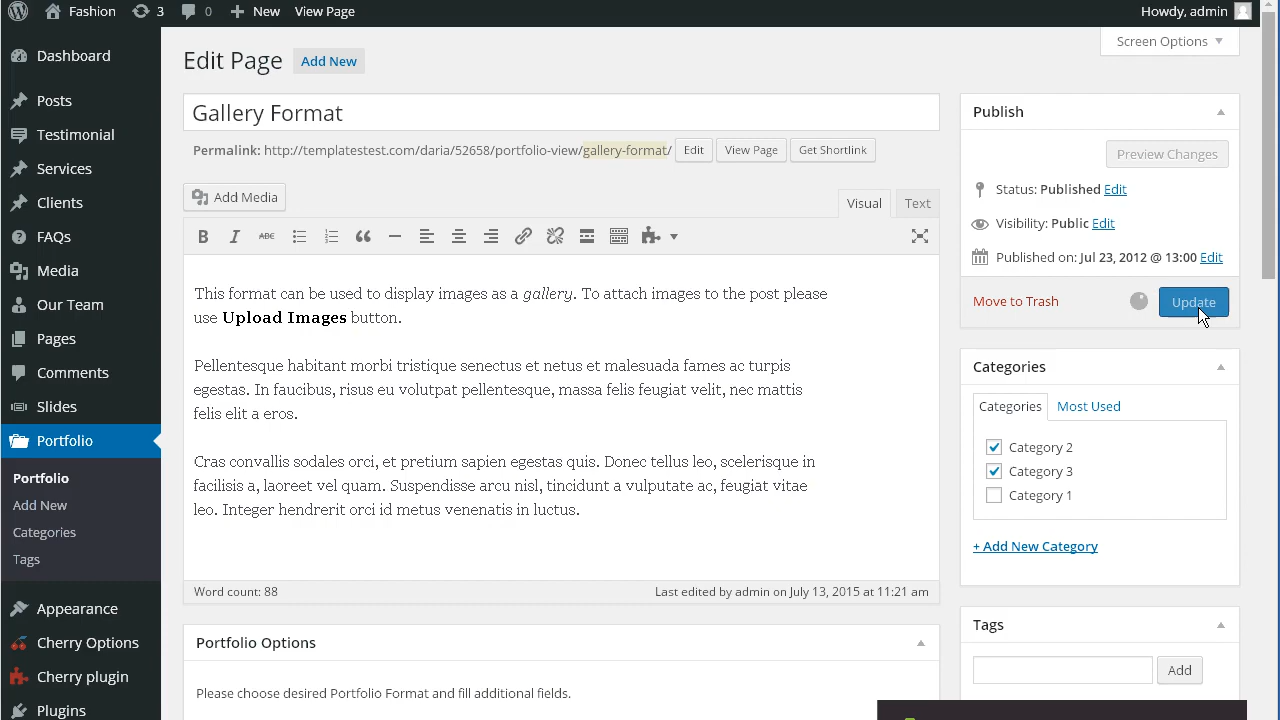 Fashion 3 0 New View Page Howdy, admin
Screen Options
Dashboard
Posts
Testimonial
Services
Clients
FAQs
Media
Our Team
Pages
Comments
Slides
Portfolio
Portfolio
Add New
Categories
Tags
Appearance
Cherry Options
Cherry plugin
Plugins
Edit Page Add New
Gallery Format
Permalink: http://templatestest.com/daria/52658/portfolio-view/gallery-format/ Edit View Page Get Shortlink
Add Media
Visual Text
B I ABC
This format can be used to display images as a gallery. To attach images to the post please
use Upload Images button.
Pellentesque habitant morbi tristique senectus et netus et malesuada fames ac turpis
egestas. In faucibus, risus eu volutpat pellentesque, massa felis feugiat velit, nec mattis
felis elit a eros.
Cras convallis sodales orci, et pretium sapien egestas quis. Donec tellus leo, scelerisque in
facilisis a, laoreet vel quam. Suspendisse arcu nisl, tincidunt a vulputate ac, feugiat vitae
leo. Integer hendrerit orci id metus venenatis in luctus.
Word count: 88 Last edited by admin on July 13, 2015 at 11:21 am
Portfolio Options
Please choose desired Portfolio Format and fill additional fields.
Publish
Preview Changes
Status: Published Edit
Visibility: Public Edit
Published on: Jul 23, 2012 @ 13:00 Edit
Move to Trash Update
Categories
Categories Most Used
Category 2
Category 3
Category 1
+ Add New Category
Tags
Add